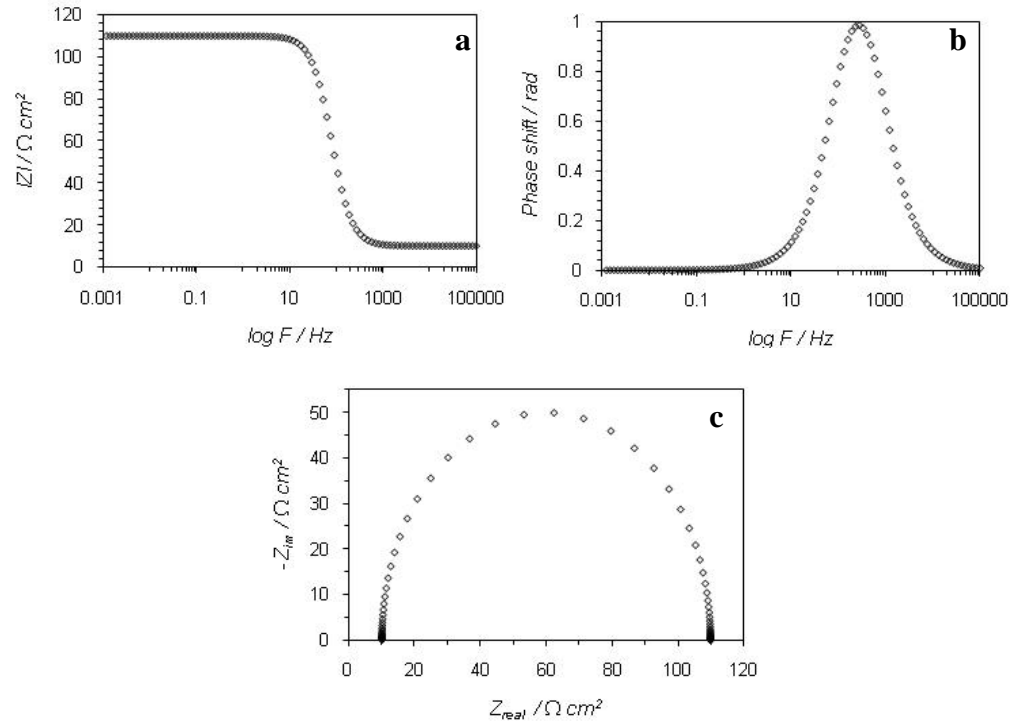 a
120
100
80
60
40
20
0
|Z| / Ω cm²
0.001 0.1 10 1000 100000
log F / Hz
b
1
0.8
0.6
0.4
0.2
0
Phase shift / rad
0.001 0.1 10 1000 100000
log F / Hz
c
50
40
30
20
10
0
-Zim / Ω cm²
0 20 40 60 80 100 120
Zreal / Ω cm²